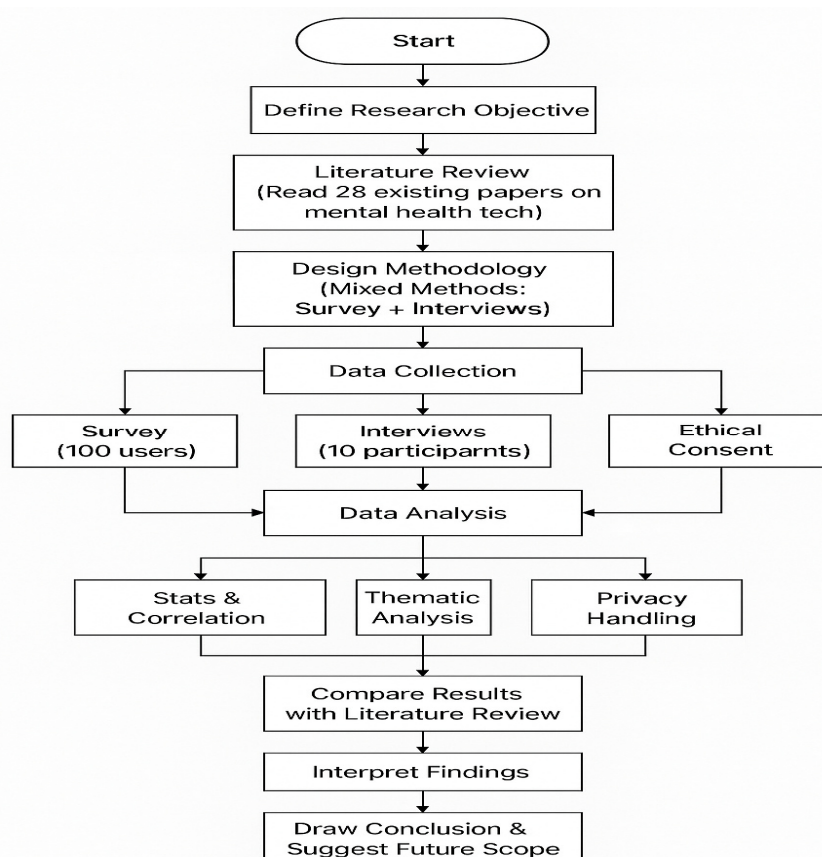 Start
Define Research Objective
Literature Review
(Read 28 existing papers on
mental health tech)
Design Methodology
(Mixed Methods:
Survey + Interviews)
Data Collection
Survey
(100 users)
Interviews
(10 participarnts)
Ethical
Consent
Data Analysis
Stats &
Correlation
Thematic
Analysis
Privacy
Handling
Compare Results
with Literature Review
Interpret Findings
Draw Conclusion &
Suggest Future Scope